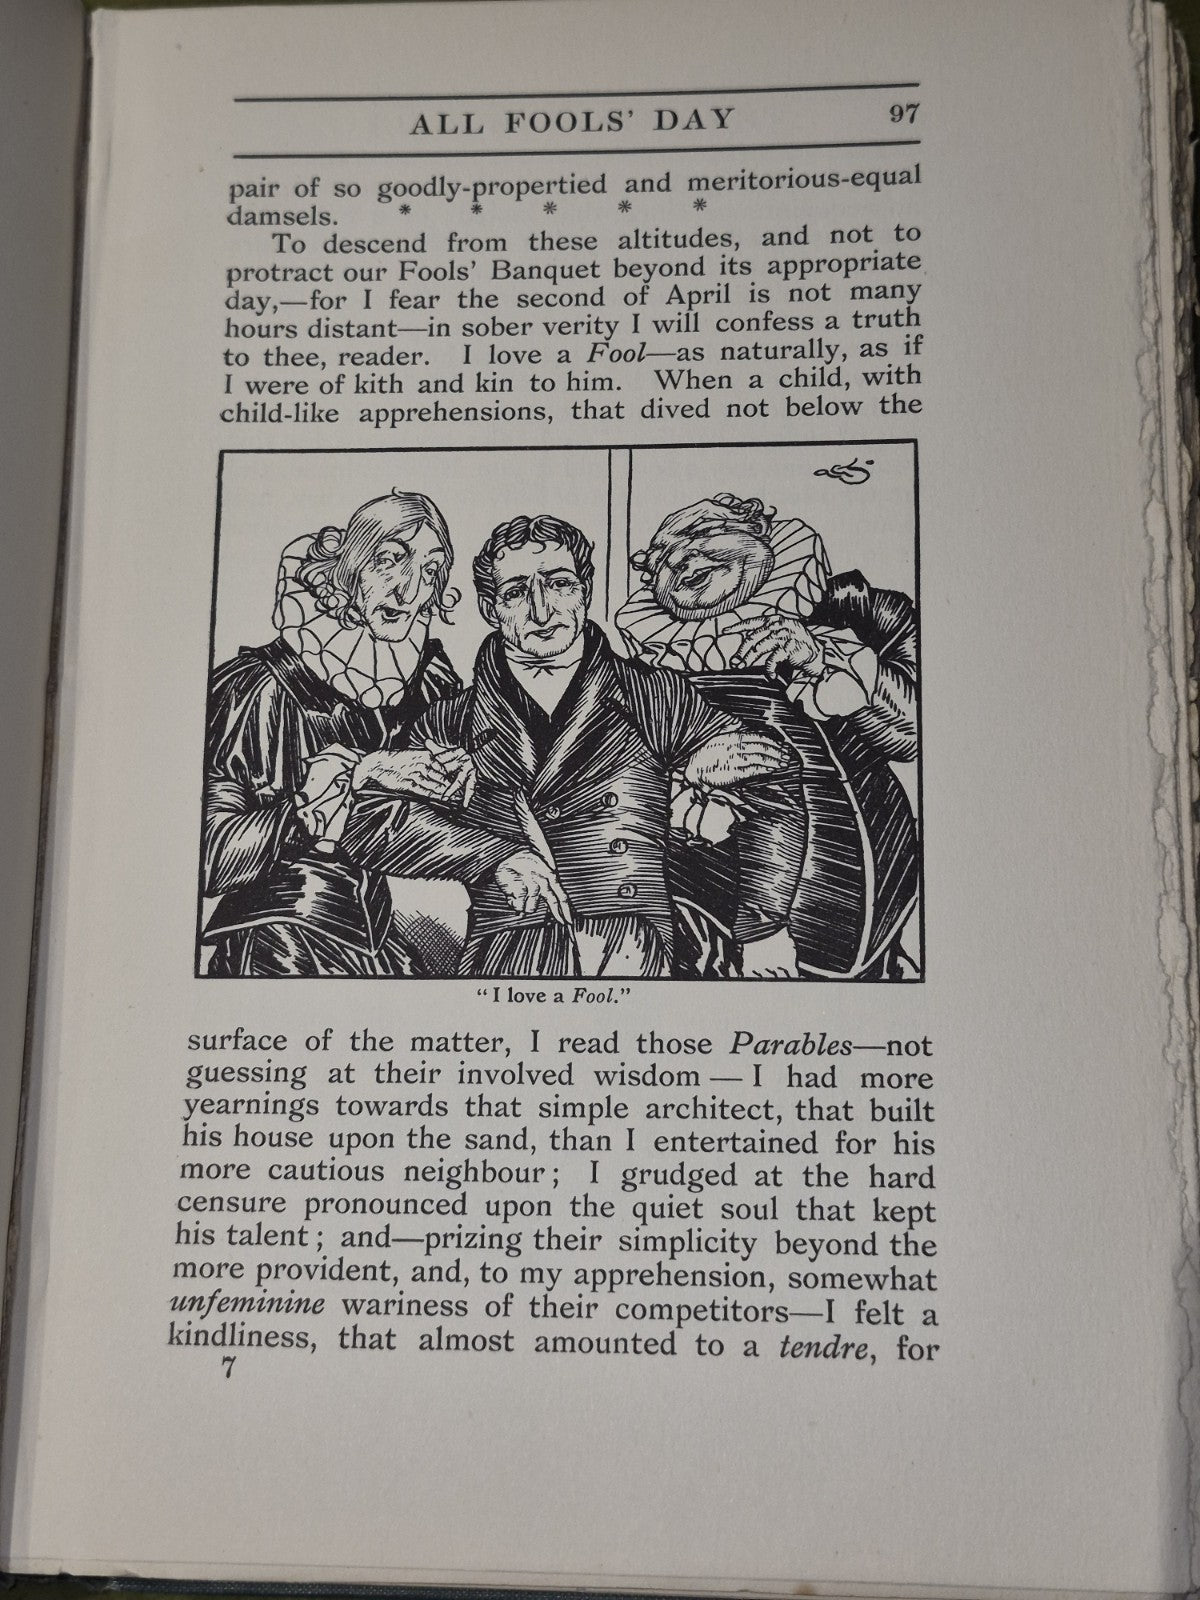 ALL FOOLS' DAY 97
pair of so goodly-propertied and meritorious-equal
damsels. * * * * *
To descend from these altitudes, and not to
protract our Fools' Banquet beyond its appropriate
day,—for I fear the second of April is not many
hours distant—in sober verity I will confess a truth
to thee, reader. I love a Fool—as naturally, as if
I were of kith and kin to him. When a child, with
child-like apprehensions, that dived not below the
"I love a Fool."
surface of the matter, I read those Parables—not
guessing at their involved wisdom — I had more
yearnings towards that simple architect, that built
his house upon the sand, than I entertained for his
more cautious neighbour; I grudged at the hard
censure pronounced upon the quiet soul that kept
his talent; and—prizing their simplicity beyond the
more provident, and, to my apprehension, somewhat
unfeminine wariness of their competitors—I felt a
kindliness, that almost amounted to a tendre, for
7